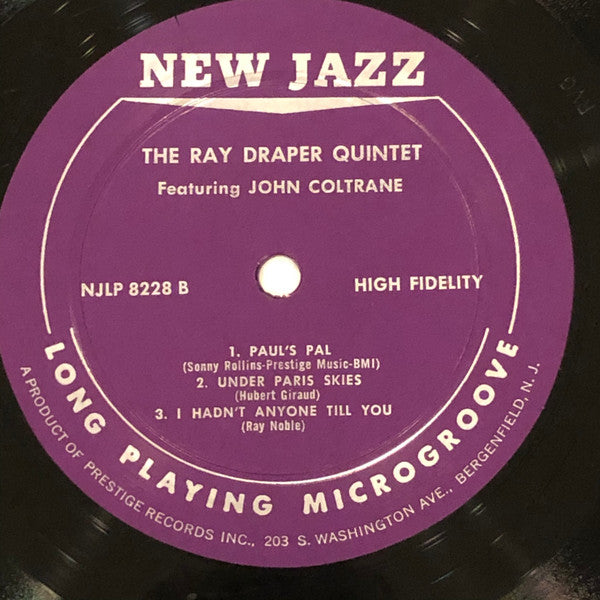 NEW JAZZ
THE RAY DRAPER QUINTET
Featuring JOHN COLTRANE
NJLP 8228 B
HIGH FIDELITY
1. PAUL'S PAL
(Sonny Rollins-Prestige Music-BMI)
2. UNDER PARIS SKIES
(Hubert Giraud)
3. I HADN'T ANYONE TILL YOU
(Ray Noble)
LONG PLAYING MICROGROOVE
A PRODUCT OF PRESTIGE RECORDS INC., 203 S. WASHINGTON AVE., BERGENFIELD, N. J.
RVG